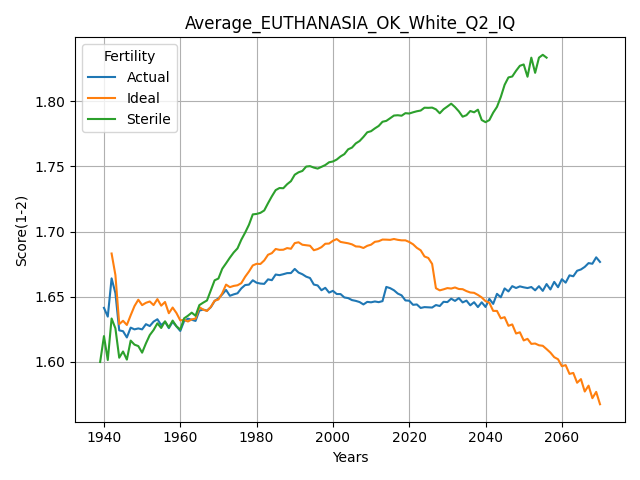 Average_EUTHANASIA_OK_White_Q2_IQ
Fertility
Actual
Ideal
Sterile
Score(1-2)
1.80
1.75
1.70
1.65
1.60
1940 1960 1980 2000 2020 2040 2060
Years